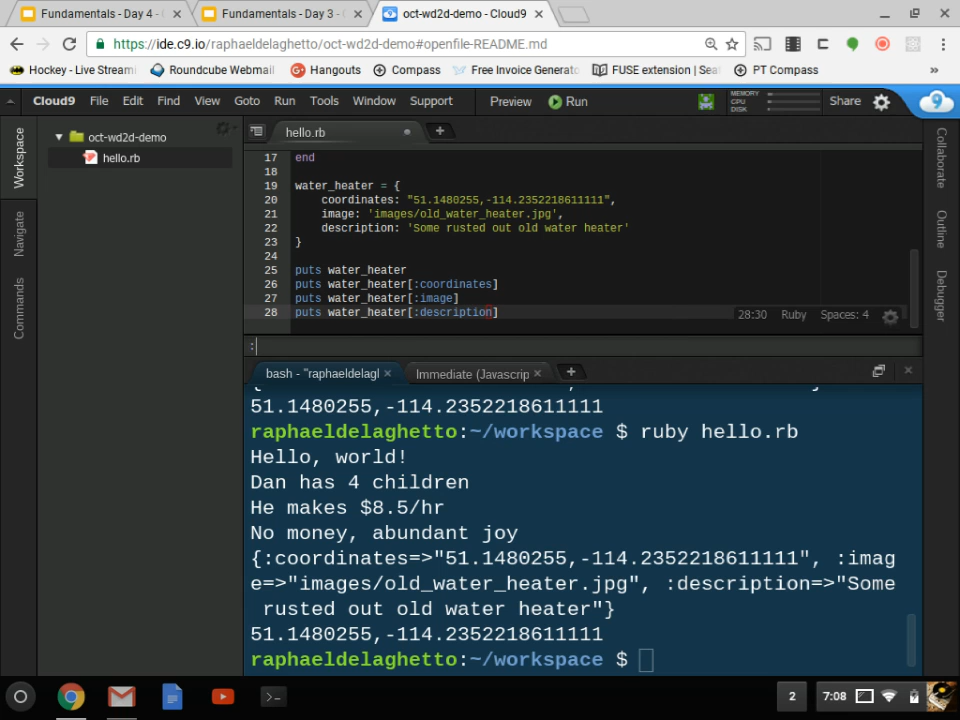 Fundamentals - Day 4 -
Fundamentals - Day 3 -
oct-wd2d-demo - Cloud9
https://ide.c9.io/raphaeldelaghetto/oct-wd2d-demo#openfile-README.md
Hockey - Live Streami
Roundcube Webmail
Hangouts
Compass
Free Invoice Generato
FUSE extension | Sea
PT Compass
»
Cloud9 File Edit Find View Goto Run Tools Window Support Preview Run
MEMORY
CPU
DISK
Share
Workspace
Navigate
Commands
oct-wd2d-demo
hello.rb
hello.rb
17 end
18
19 water_heater = {
20     coordinates: "51.1480255,-114.2352218611111",
21     image: 'images/old_water_heater.jpg',
22     description: 'Some rusted out old water heater'
23 }
24
25 puts water_heater
26 puts water_heater[:coordinates]
27 puts water_heater[:image]
28 puts water_heater[:description]
28:30 Ruby Spaces: 4
:
Collaborate
Outline
Debugger
bash - "raphaeldelagl
Immediate (Javascrip
51.1480255,-114.2352218611111
raphaeldelaghetto:~/workspace $ ruby hello.rb
Hello, world!
Dan has 4 children
He makes $8.5/hr
No money, abundant joy
{:coordinates=>"51.1480255,-114.2352218611111", :imag
e=>"images/old_water_heater.jpg", :description=>"Some
 rusted out old water heater"}
51.1480255,-114.2352218611111
raphaeldelaghetto:~/workspace $
2
7:08